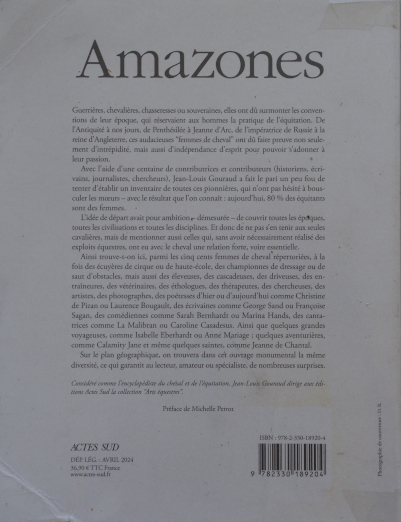 Amazones
Guerrières, chevalières, chasseresses ou souveraines, elles ont dû surmonter les conven-
tions de leur époque, qui réservaient aux hommes la pratique de l'équitation. De
l'Antiquité à nos jours, de Penthésilée à Jeanne d'Arc, de l'impératrice de Russie à la
reine d'Angleterre, ces audacieuses "femmes de cheval" ont dû faire preuve non seule-
ment d'intrépidité, mais aussi d'indépendance d'esprit pour pouvoir s'adonner à
leur passion.
Avec l'aide d'une centaine de contributrices et contributeurs (historiens, écri-
vains, journalistes, chercheurs), Jean-Louis Gouraud a fait le pari un peu fou de
tenter d'établir un inventaire de toutes ces pionnières, qui n'ont pas hésité à bous-
culer les mœurs – avec le résultat que l'on connaît : aujourd'hui, 80 % des équitants
sont des femmes.
L'idée de départ avait pour ambition – démesurée – de couvrir toutes les époques,
toutes les civilisations et toutes les disciplines. Et donc de ne pas s'en tenir aux seules
cavalières, mais de mentionner aussi celles qui, sans avoir nécessairement réalisé des
exploits équestres, ont eu avec le cheval une relation forte, voire essentielle.
Ainsi trouve-t-on ici, parmi les cinq cents femmes de cheval répertoriées, à la
fois des écuyères de cirque ou de haute-école, des championnes de dressage ou de
saut d'obstacles, mais aussi des éleveuses, des cascadeuses, des driveuses, des en-
traîneuses, des vétérinaires, des éthologues, des thérapeutes, des chercheuses, des
artistes, des photographes, des poétesses d'hier ou d'aujourd'hui comme Christine
de Pizan ou Laurence Bougault, des écrivaines comme George Sand ou Françoise
Sagan, des comédiennes comme Sarah Bernhardt ou Marina Hands, des canta-
trices comme La Malibran ou Caroline Casadesus. Ainsi que quelques grandes
voyageuses, comme Isabelle Eberhardt ou Anne Mariage ; quelques aventurières,
comme Calamity Jane et même quelques saintes, comme Jeanne de Chantal.
Sur le plan géographique, on trouvera dans cet ouvrage monumental la même
diversité, ce qui garantit au lecteur, amateur ou spécialiste, de nombreuses surprises.
Considéré comme l'encyclopédiste du cheval et de l'équitation, Jean-Louis Gouraud dirige aux édi-
tions Actes Sud la collection "Arts équestres".
Préface de Michelle Perrot
ACTES SUD
DÉP. LÉG. : AVRIL 2024
36,90 € TTC France
www.actes-sud.fr
ISBN : 978-2-330-18920-4
9 782330 189204
Photographie de couverture : © R.